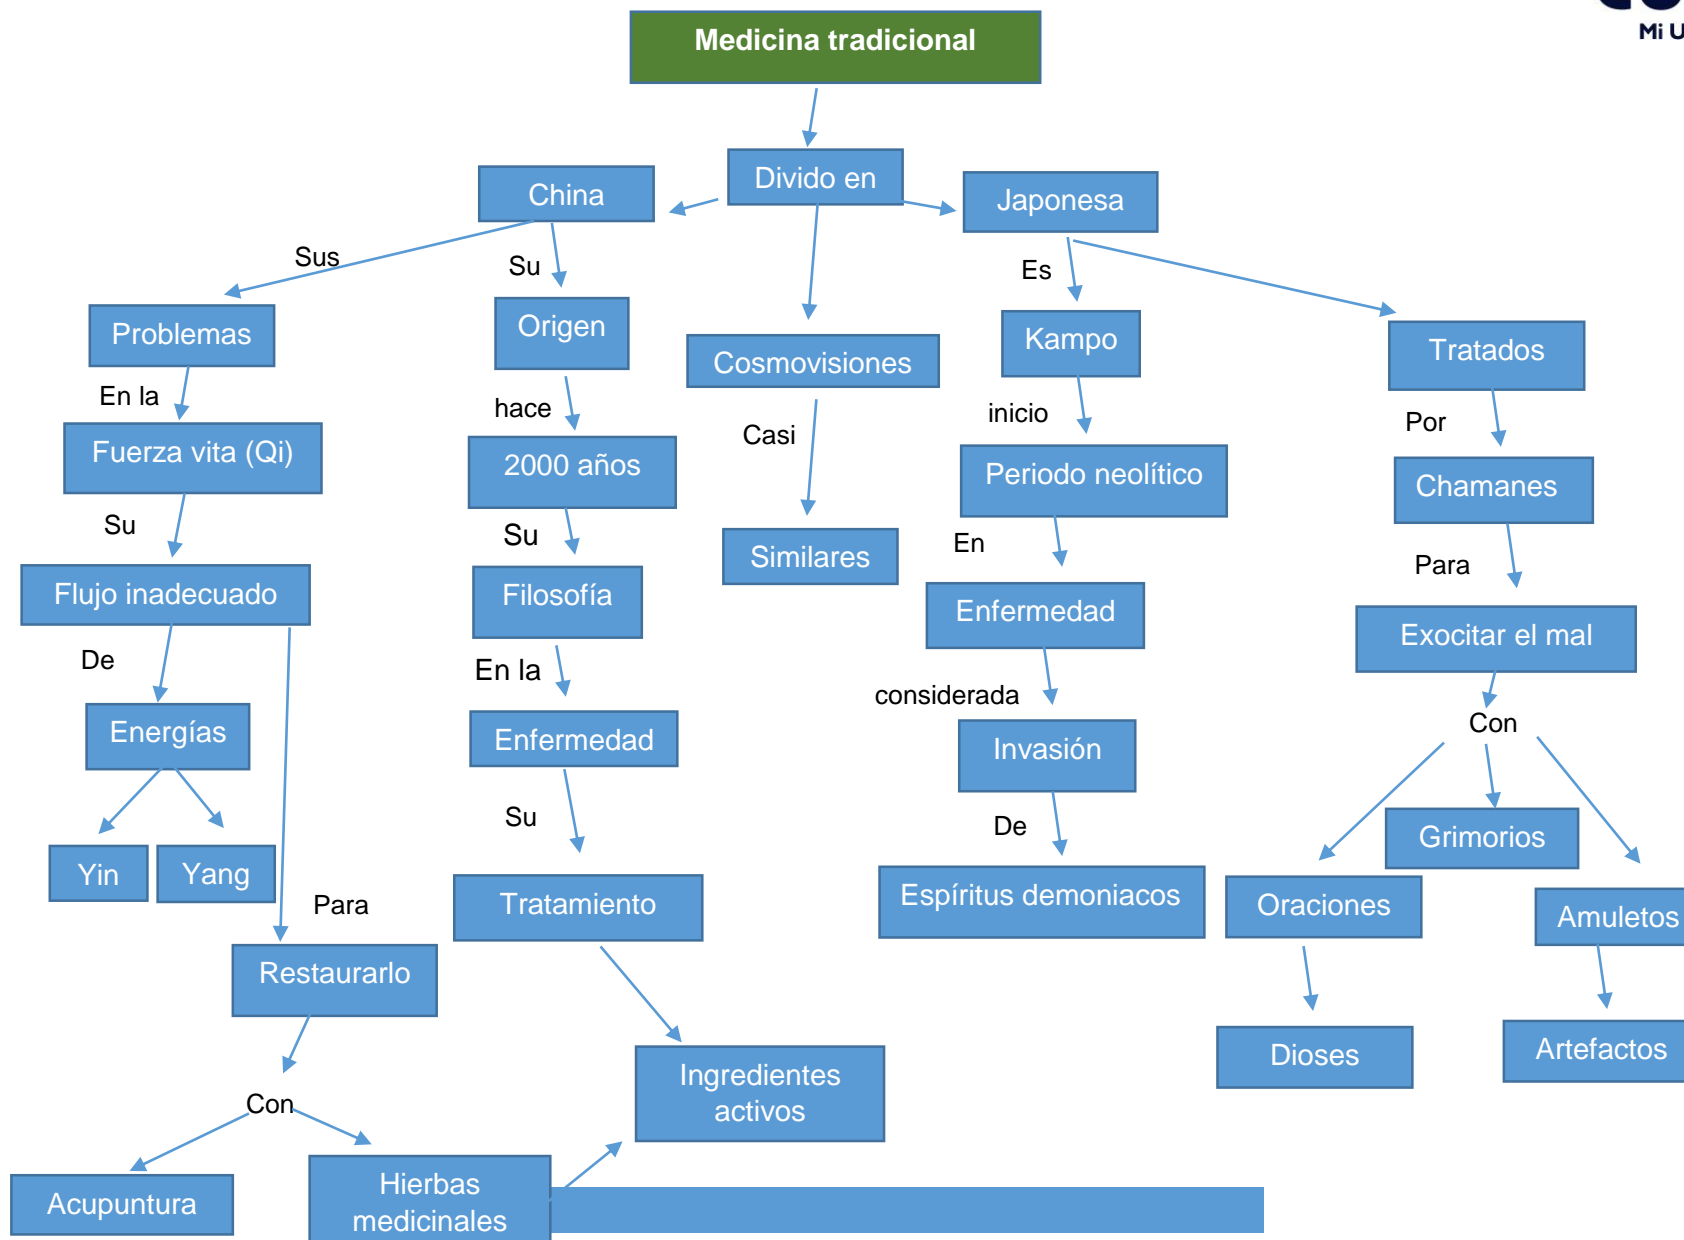 Mi U
Medicina tradicional
Divido en
China
Japonesa
Sus
Su
Es
Problemas
Origen
Cosmovisiones
Kampo
Tratados
En la
hace
Casi
inicio
Por
Fuerza vita (Qi)
2000 años
Similares
Periodo neolítico
Chamanes
Su
Su
En
Para
Flujo inadecuado
Filosofía
Enfermedad
Exocitar el mal
De
En la
considerada
Con
Energías
Enfermedad
Invasión
Grimorios
Yin
Yang
Su
De
Para
Tratamiento
Espíritus demoniacos
Oraciones
Amuletos
Restaurarlo
Ingredientes
activos
Dioses
Artefactos
Con
Acupuntura
Hierbas
medicinales